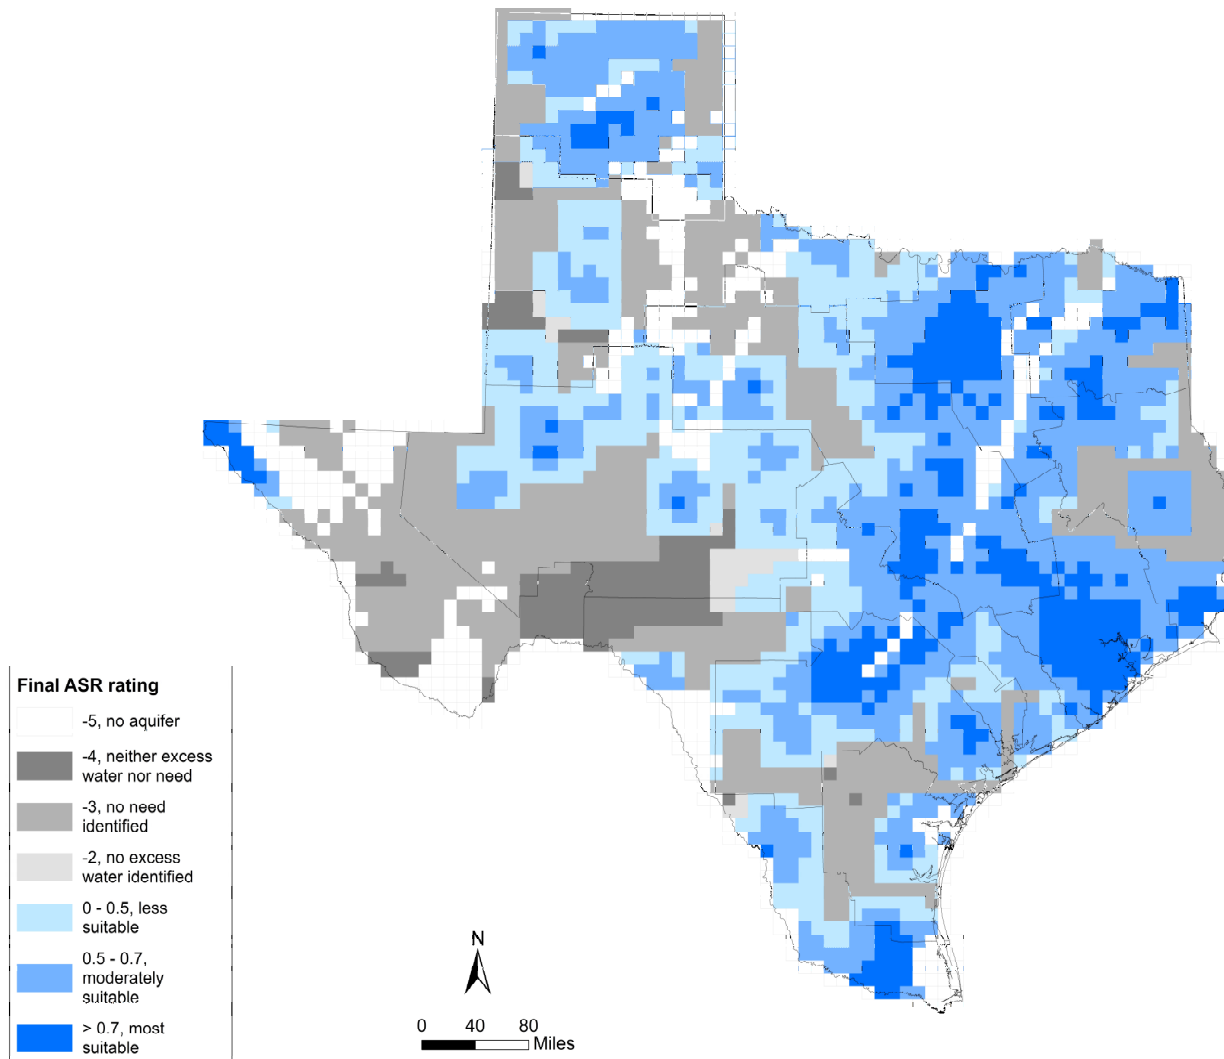 Final ASR rating
-5, no aquifer
-4, neither excess
water nor need
-3, no need
identified
-2, no excess
water identified
0 - 0.5, less
suitable
0.5 - 0.7,
moderately
suitable
> 0.7, most
suitable
N
0 40 80
Miles